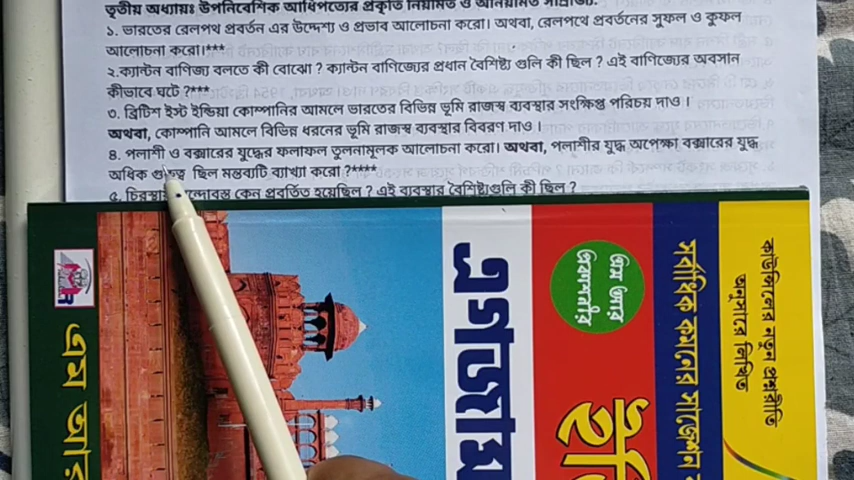 তৃতীয় অধ্যায়ঃ উপনিবেশিক আধিপত্যের প্রকৃতি নিয়মিত ও অনিয়মিত সাম্রাজ্য:
১. ভারতের রেলপথ প্রবর্তন এর উদ্দেশ্য ও প্রভাব আলোচনা করো। অথবা, রেলপথে প্রবর্তনের সুফল ও কুফল
আলোচনা করো।***
২.ক্যান্টন বাণিজ্য বলতে কী বোঝো ? ক্যান্টন বাণিজ্যের প্রধান বৈশিষ্ট্য গুলি কী ছিল ? এই বাণিজ্যের অবসান
কীভাবে ঘটে ?***
৩. ব্রিটিশ ইস্ট ইন্ডিয়া কোম্পানির আমলে ভারতের বিভিন্ন ভূমি রাজস্ব ব্যবস্থার সংক্ষিপ্ত পরিচয় দাও।
অথবা, কোম্পানি আমলে বিভিন্ন ধরনের ভূমি রাজস্ব ব্যবস্থার বিবরণ দাও।
৪. পলাশী ও বক্সারের যুদ্ধের ফলাফল তুলনামূলক আলোচনা করো। অথবা, পলাশীর যুদ্ধ অপেক্ষা বক্সারের যুদ্ধ
অধিক গুরুত্ব ছিল মন্তব্যটি ব্যাখ্যা করো ?****
৫. কেন প্রবর্তিত হয়েছিল ? এই ব্যবস্থার বৈশিষ্ট্যগুলি কী ছিল ?
কাউন্সিলের নতুন প্রশ্নরীতি
অনুসারে লিখিত
সর্বাধিক কমনের সাজেশান
এম আর